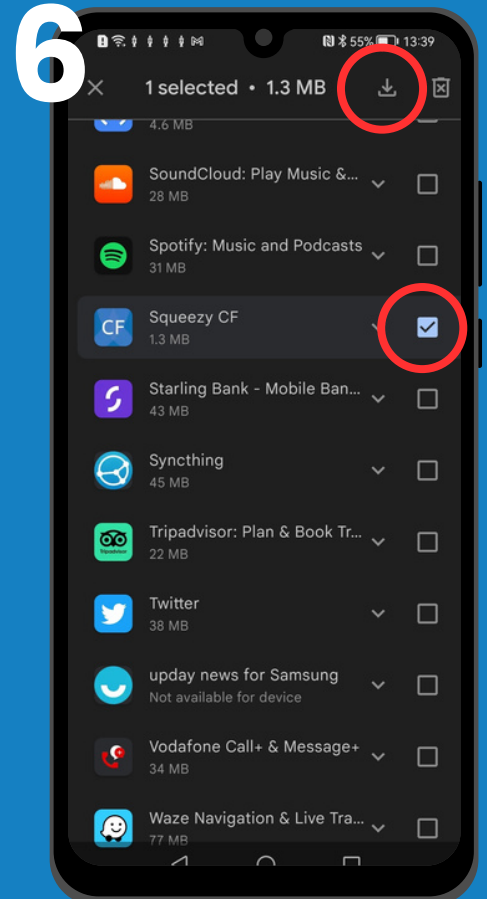 6
55% 13:39
1 selected • 1.3 MB
4.6 MB
SoundCloud: Play Music &...
28 MB
Spotify: Music and Podcasts
31 MB
CF
Squeezy CF
1.3 MB
Starling Bank - Mobile Ban...
43 MB
Syncthing
45 MB
Tripadvisor: Plan & Book Tr...
Tripadvisor
22 MB
Twitter
38 MB
upday news for Samsung
Not available for device
Vodafone Call+ & Message+
34 MB
Waze Navigation & Live Tra...
77 MB